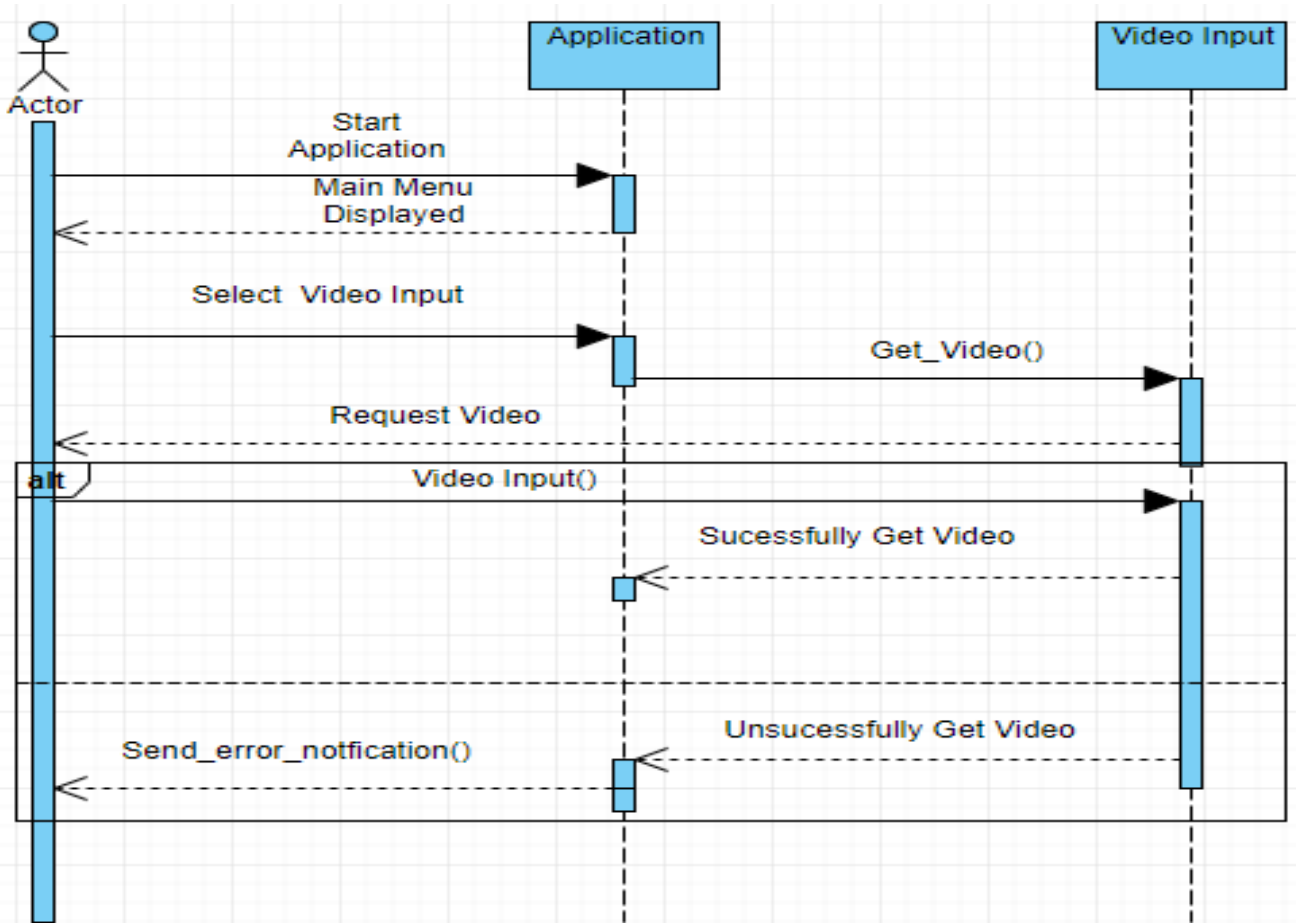 Application
Video Input
Actor
Start
Application
Main Menu
Displayed
Select Video Input
Get_Video()
Request Video
alt
Video Input()
Sucessfully Get Video
Unsucessfully Get Video
Send_error_notfication()